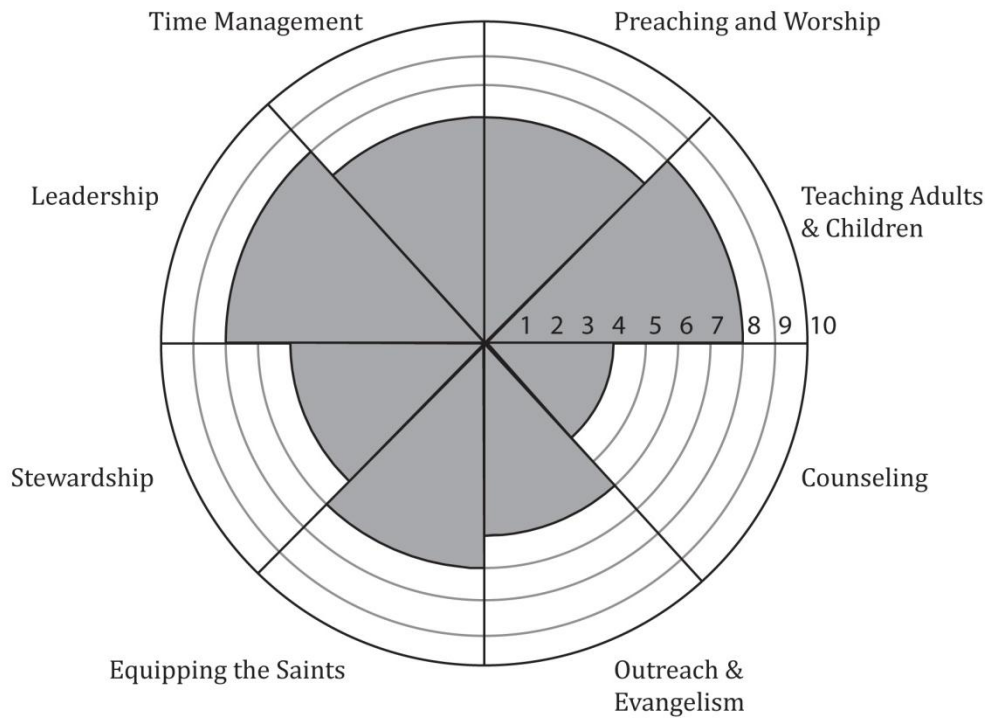 Time Management
Preaching and Worship
Leadership
Teaching Adults
& Children
1 2 3 4 5 6 7 8 9 10
Stewardship
Counseling
Equipping the Saints
Outreach &
Evangelism